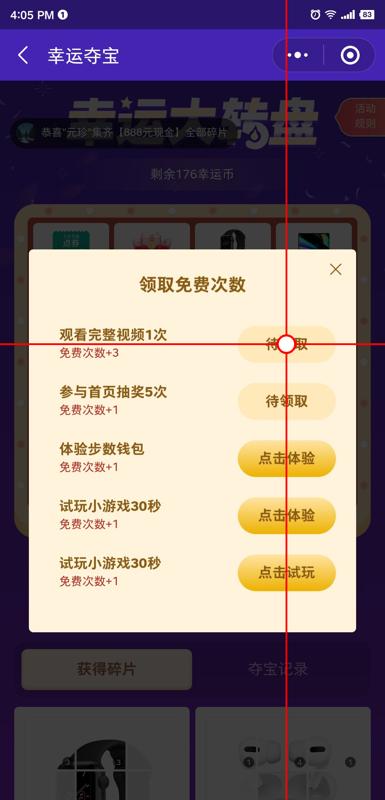 4:05 PM 1
83
幸运夺宝
幸运大转盘
活动
规则
恭喜“元珍”集齐【888元现金】全部碎片
剩余176幸运币
领取免费次数
观看完整视频1次
免费次数+3
待领取
参与首页抽奖5次
免费次数+1
待领取
体验步数钱包
免费次数+1
点击体验
试玩小游戏30秒
免费次数+1
点击体验
试玩小游戏30秒
免费次数+1
点击试玩
获得碎片
夺宝记录
3
1
4
1